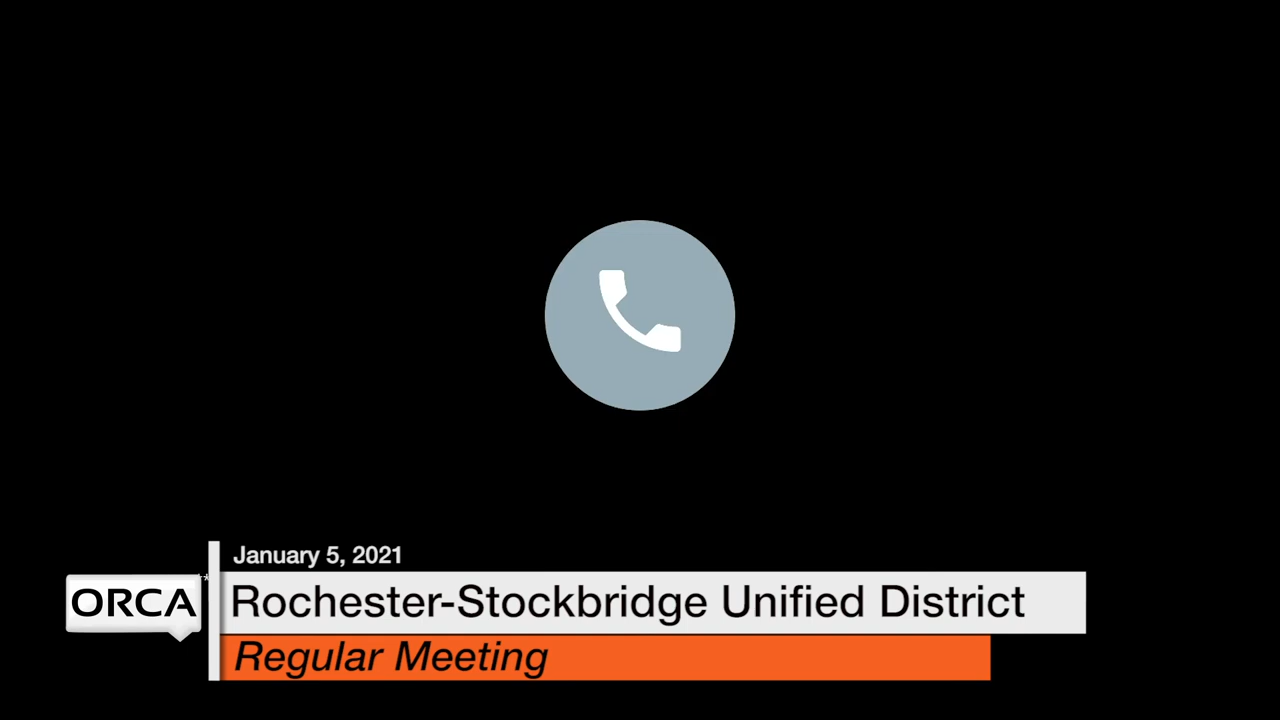 January 5, 2021
ORCA
Rochester-Stockbridge Unified District
Regular Meeting